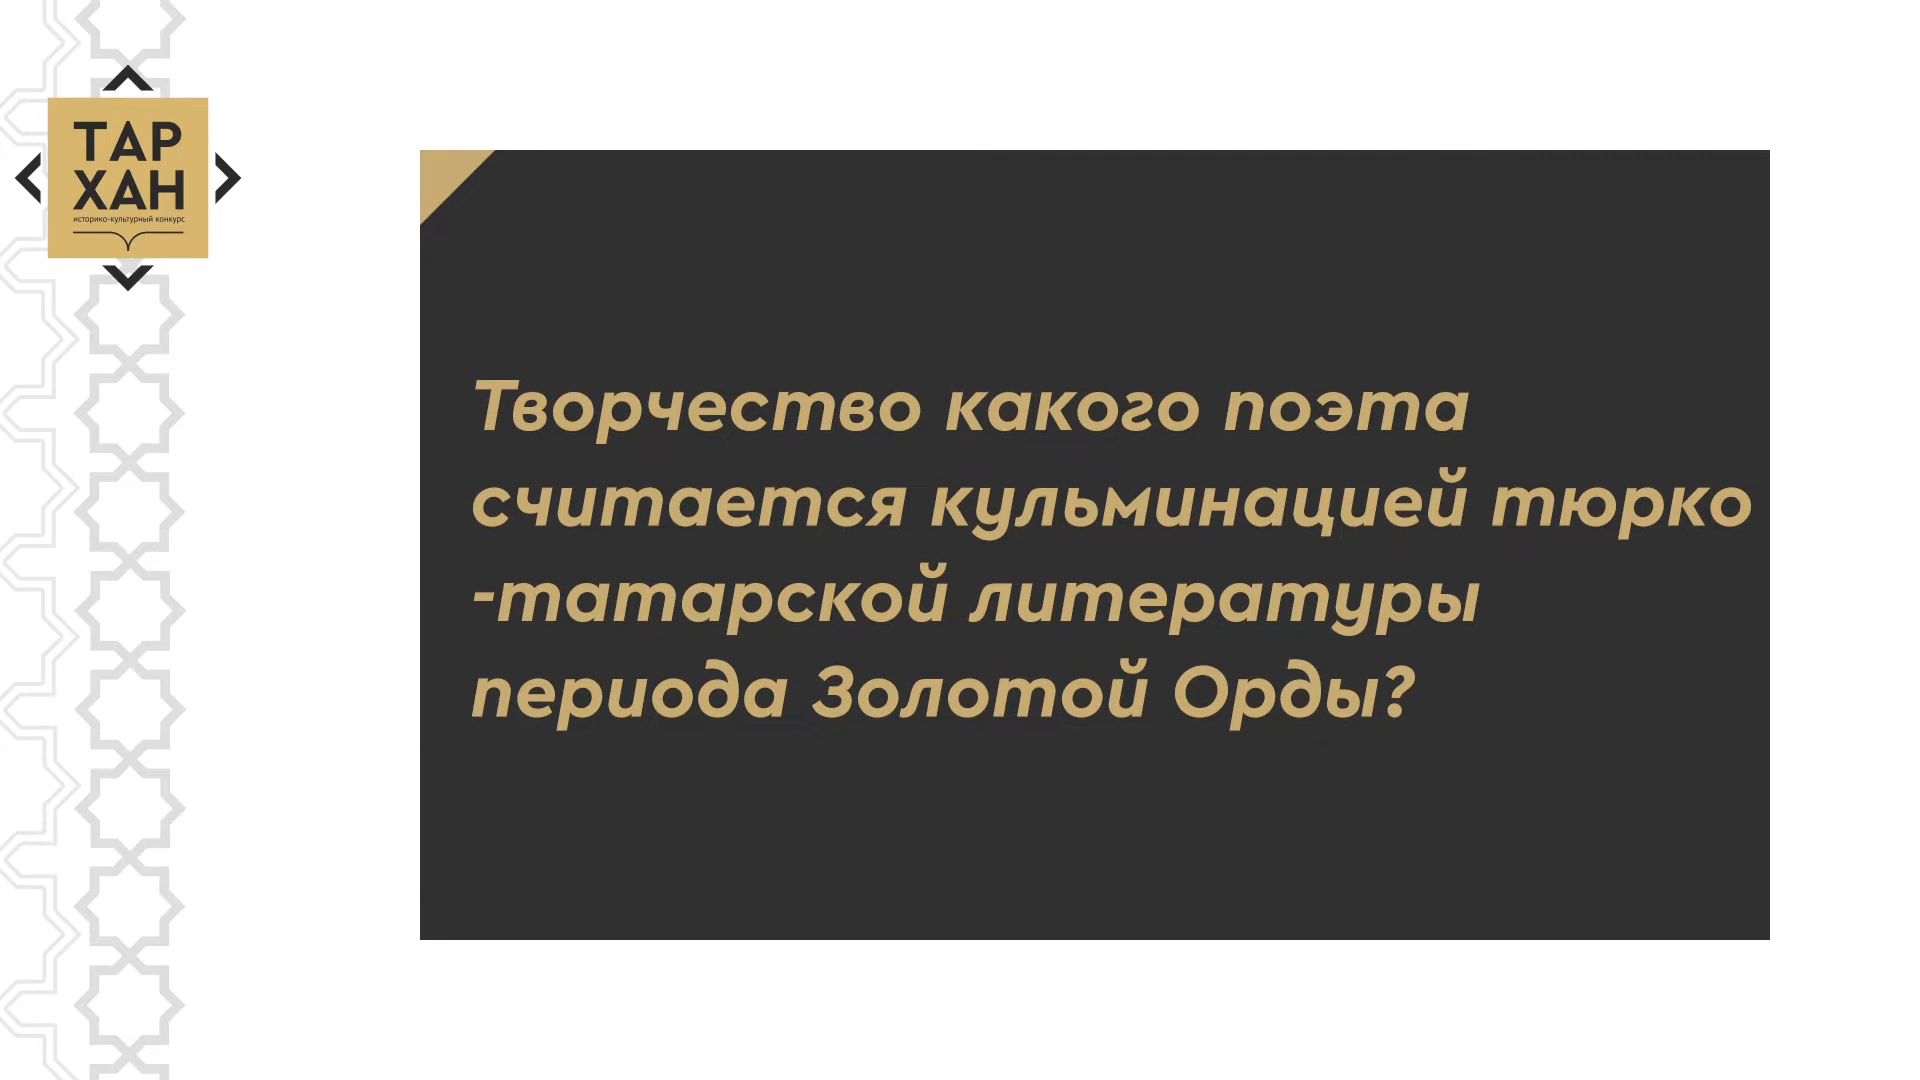 ТАР
ХАН
историко-культурный конкурс
Творчество какого поэта
считается кульминацией тюрко
-татарской литературы
периода Золотой Орды?